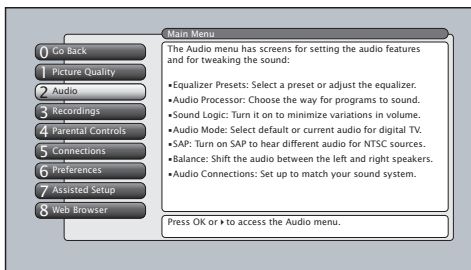 Main Menu
0 Go Back
1 Picture Quality
2 Audio
3 Recordings
4 Parental Controls
5 Connections
6 Preferences
7 Assisted Setup
8 Web Browser
The Audio menu has screens for setting the audio features
and for tweaking the sound:
▪Equalizer Presets: Select a preset or adjust the equalizer.
▪Audio Processor: Choose the way for programs to sound.
▪Sound Logic: Turn it on to minimize variations in volume.
▪Audio Mode: Select default or current audio for digital TV.
▪SAP: Turn on SAP to hear different audio for NTSC sources.
▪Balance: Shift the audio between the left and right speakers.
▪Audio Connections: Set up to match your sound system.
Press OK or ▸ to access the Audio menu.